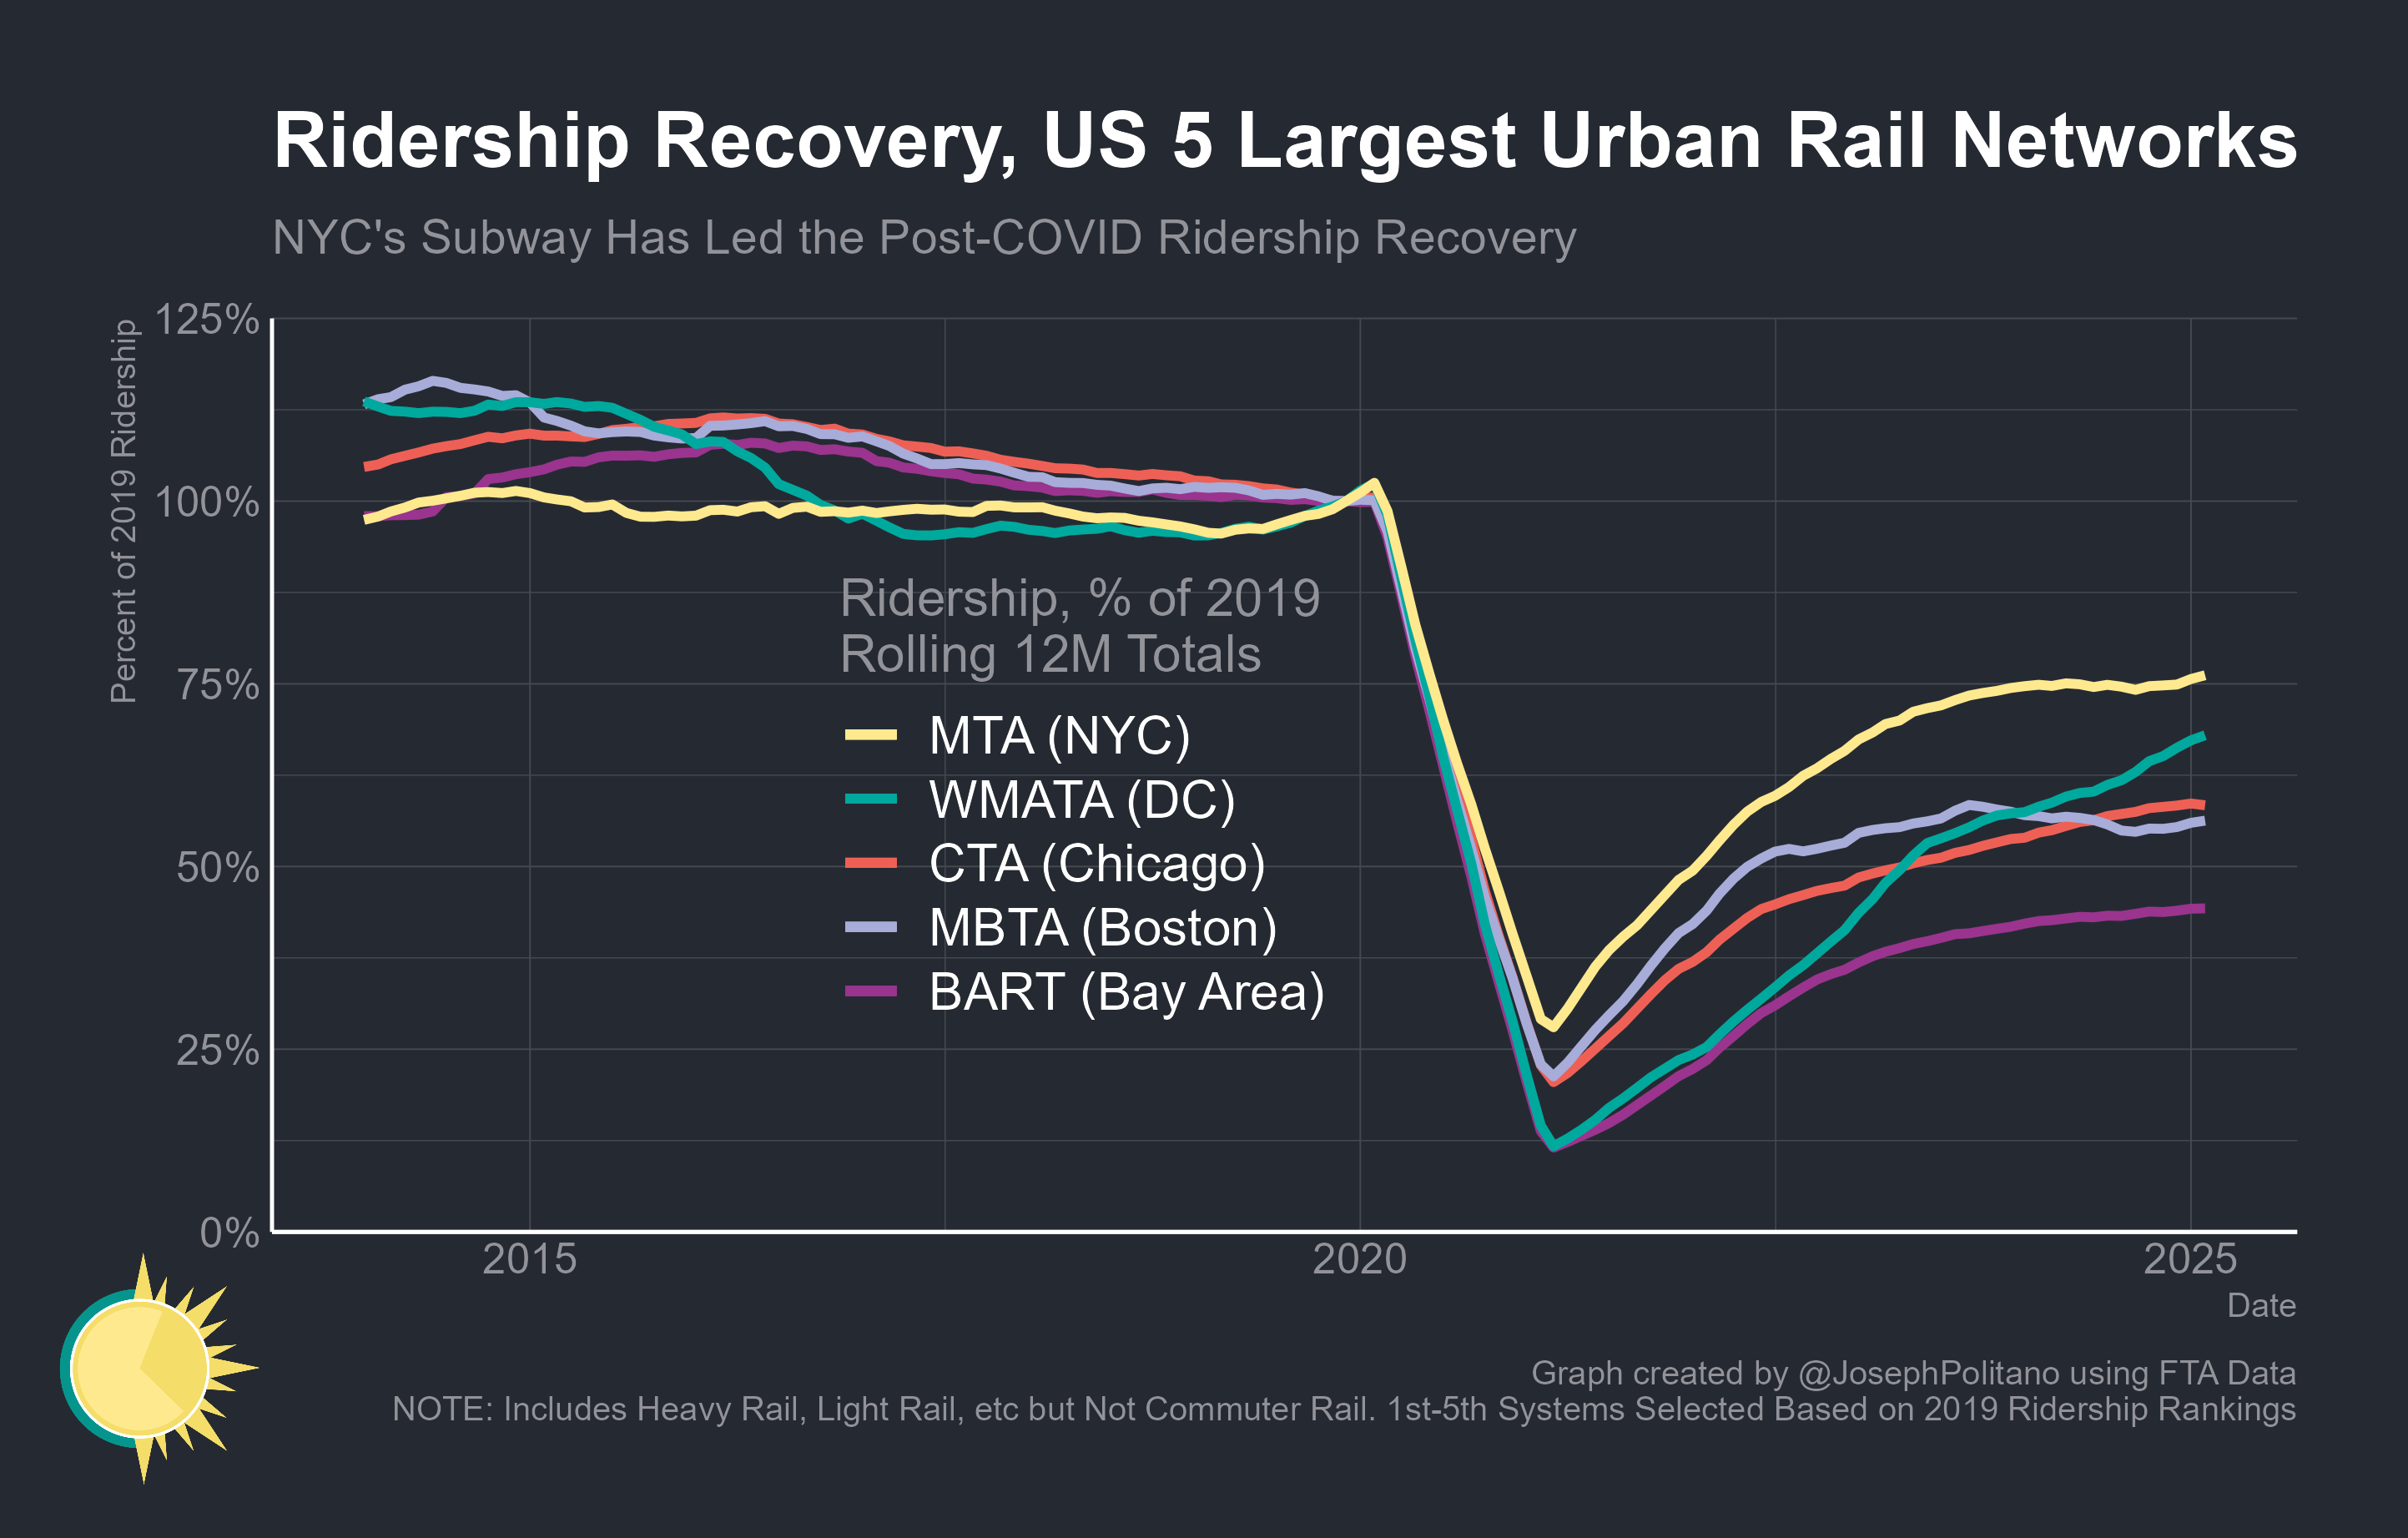 Ridership Recovery, US 5 Largest Urban Rail Networks
NYC's Subway Has Led the Post-COVID Ridership Recovery
Percent of 2019 Ridership
125%
100%
75%
50%
25%
0%
Ridership, % of 2019
Rolling 12M Totals
MTA (NYC)
WMATA (DC)
CTA (Chicago)
MBTA (Boston)
BART (Bay Area)
2015
2020
2025
Date
Graph created by @JosephPolitano using FTA Data
NOTE: Includes Heavy Rail, Light Rail, etc but Not Commuter Rail. 1st-5th Systems Selected Based on 2019 Ridership Rankings